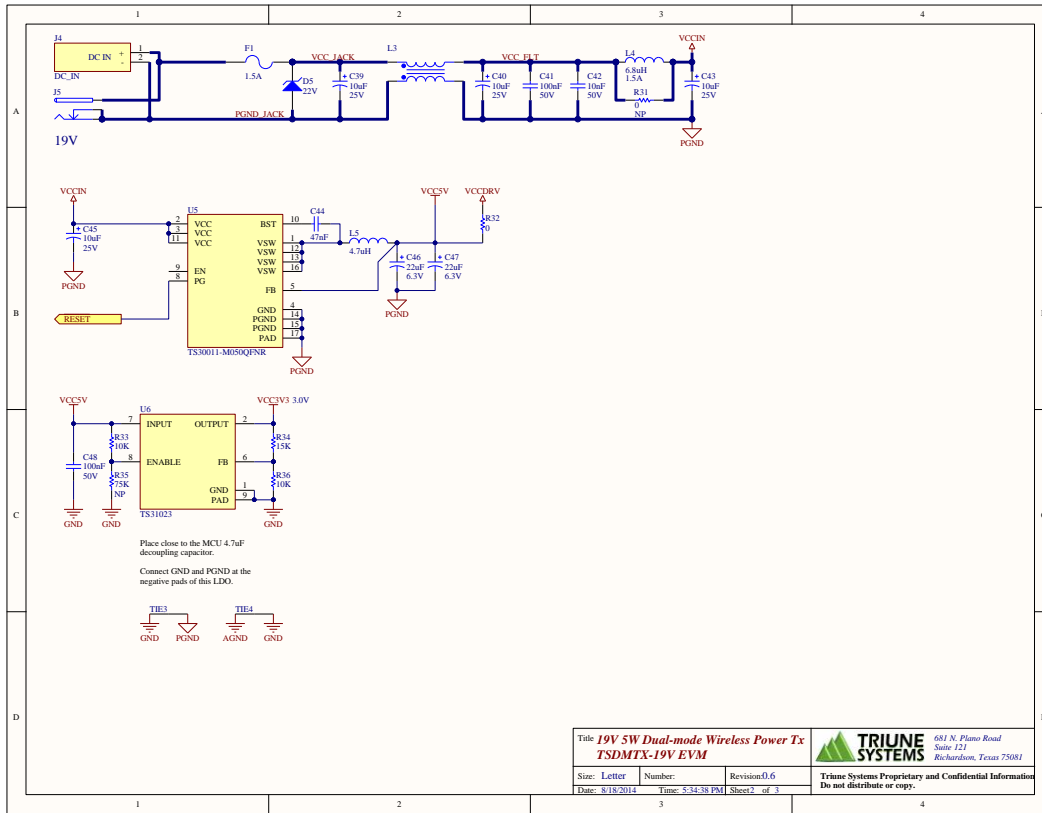 1 2 3 4
A
B
C
D
J4
DC IN + -
1
2
DC_IN
J5
19V
F1
1.5A
D5
22V
VCC_JACK
C39
10uF
25V
PGND_JACK
L3
VCC_FLT
C40
10uF
25V
C41
100nF
50V
C42
10nF
50V
L4
6.8uH
1.5A
R31
0
NP
VCCIN
C43
10uF
25V
PGND
VCCIN
C45
10uF
25V
PGND
RESET
U5
2 VCC
3 VCC
11 VCC
9 EN
8 PG
BST 10
VSW 1
VSW 12
VSW 13
VSW 16
FB 5
GND 4
PGND 14
PGND 15
PAD 17
TS30011-M050QFNR
PGND
C44
47nF
L5
4.7uH
C46
22uF
6.3V
VCC5V
C47
22uF
6.3V
PGND
VCCDRV
R32
0
VCC5V
C48
100nF
50V
GND
R33
10K
R35
75K
NP
GND
U6
7 INPUT
8 ENABLE
OUTPUT 2
FB 6
GND 1
PAD 9
TS31023
VCC3V3 3.0V
R34
15K
R36
10K
GND
Place close to the MCU 4.7uF
decoupling capacitor.
Connect GND and PGND at the
negative pads of this LDO.
TIE3
GND PGND
TIE4
AGND GND
Title 19V 5W Dual-mode Wireless Power Tx
TSDMTX-19V EVM
Size: Letter Number: Revision:0.6
Date: 8/18/2014 Time: 5:34:38 PM Sheet2 of 3
TRIUNE
SYSTEMS
681 N. Plano Road
Suite 121
Richardson, Texas 75081
Triune Systems Proprietary and Confidential Information
Do not distribute or copy.
1 2 3 4